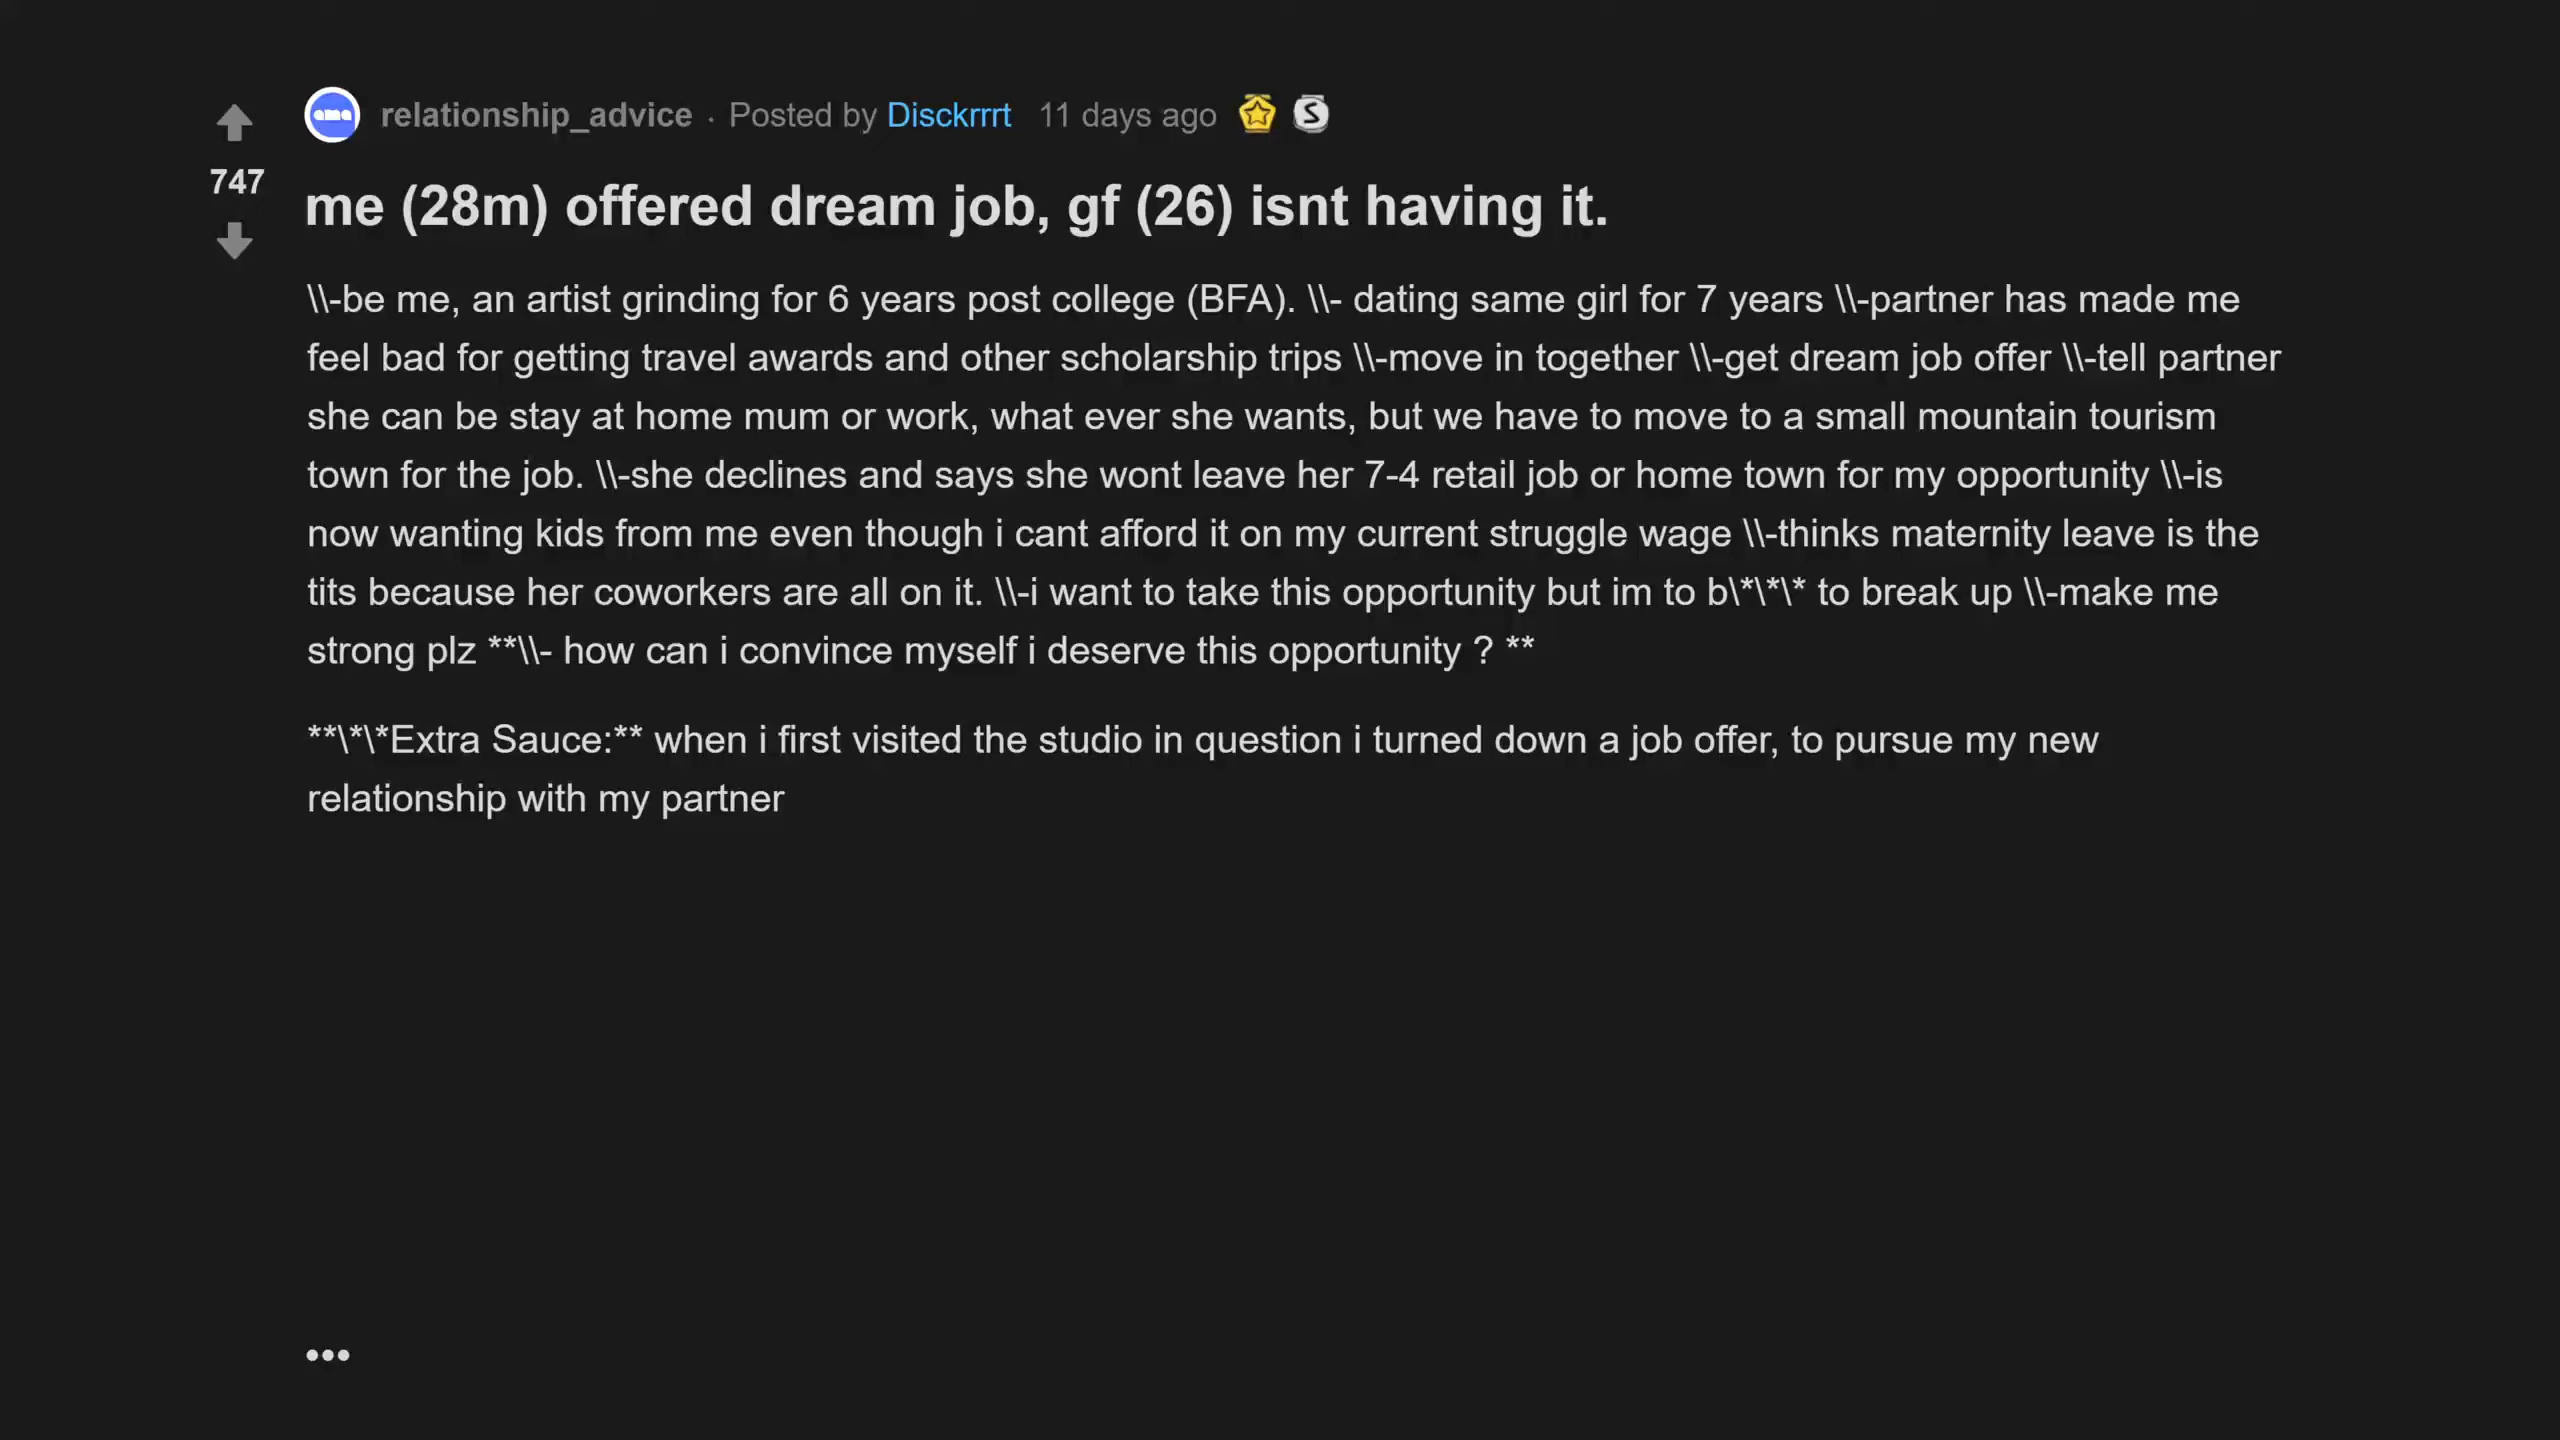 relationship_advice · Posted by Disckrrrt 11 days ago
747
me (28m) offered dream job, gf (26) isnt having it.
\\-be me, an artist grinding for 6 years post college (BFA). \\- dating same girl for 7 years \\-partner has made me
feel bad for getting travel awards and other scholarship trips \\-move in together \\-get dream job offer \\-tell partner
she can be stay at home mum or work, what ever she wants, but we have to move to a small mountain tourism
town for the job. \\-she declines and says she wont leave her 7-4 retail job or home town for my opportunity \\-is
now wanting kids from me even though i cant afford it on my current struggle wage \\-thinks maternity leave is the
tits because her coworkers are all on it. \\-i want to take this opportunity but im to b\*\*\* to break up \\-make me
strong plz **\\- how can i convince myself i deserve this opportunity ? **
**\*\*Extra Sauce:** when i first visited the studio in question i turned down a job offer, to pursue my new
relationship with my partner
•••